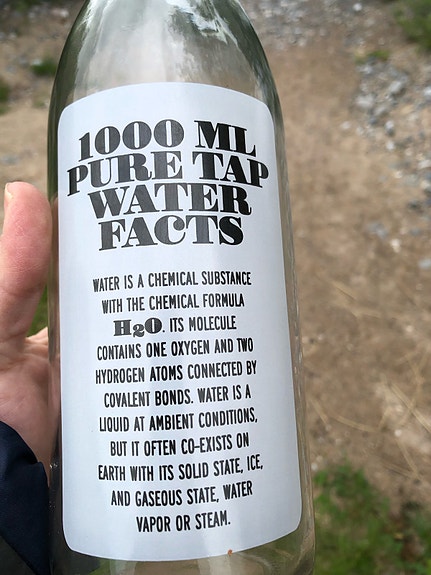 1000 ML
PURE TAP
WATER
FACTS
WATER IS A CHEMICAL SUBSTANCE
WITH THE CHEMICAL FORMULA
H2O. ITS MOLECULE
CONTAINS ONE OXYGEN AND TWO
HYDROGEN ATOMS CONNECTED BY
COVALENT BONDS. WATER IS A
LIQUID AT AMBIENT CONDITIONS,
BUT IT OFTEN CO-EXISTS ON
EARTH WITH ITS SOLID STATE, ICE,
AND GASEOUS STATE, WATER
VAPOR OR STEAM.